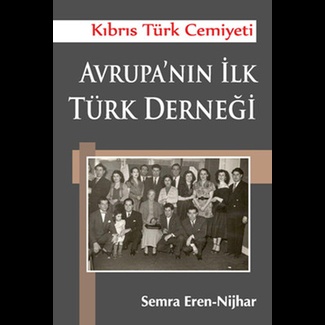 Kıbrıs Türk Cemiyeti
AVRUPA'NIN İLK
TÜRK DERNEĞİ
Semra Eren-Nijhar